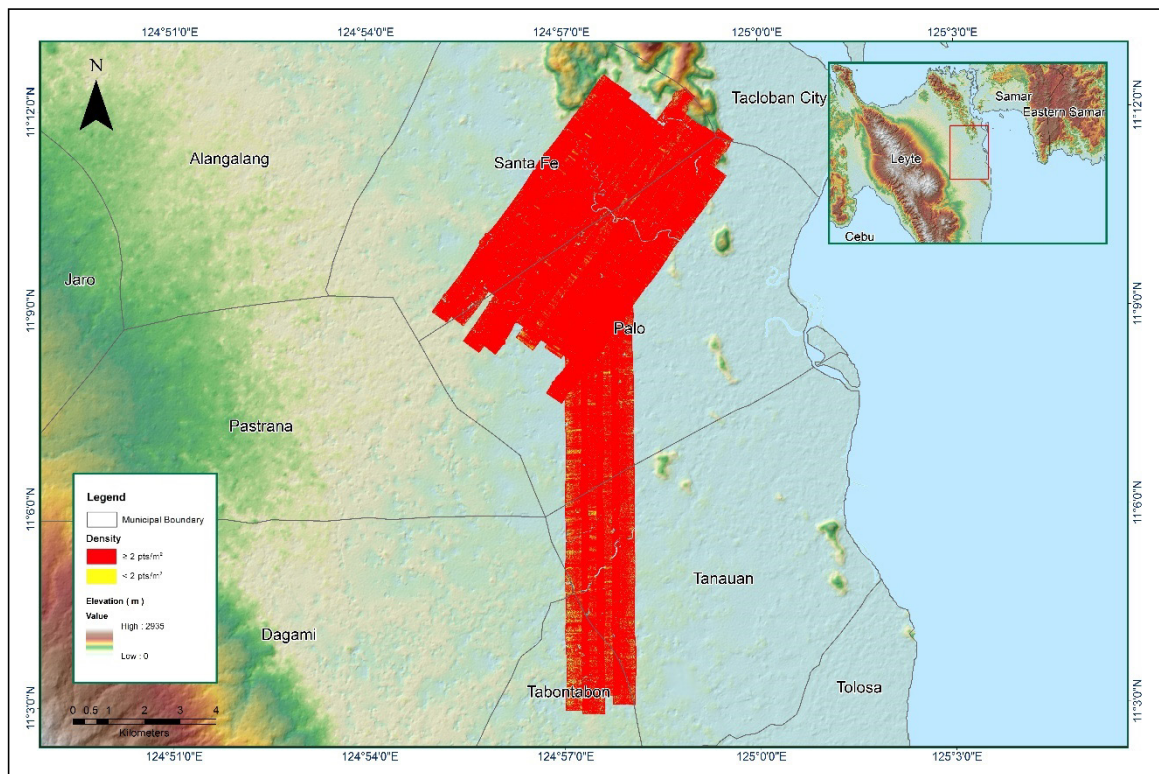 124°51'0"E
124°54'0"E
124°57'0"E
125°0'0"E
125°3'0"E
N
Tacloban City
Samar
Eastern Samar
Leyte
Cebu
11°12'0"N
11°12'0"N
Alangalang
Santa Fe
Jaro
11°9'0"N
11°9'0"N
Palo
Pastrana
11°6'0"N
11°6'0"N
Legend
Municipal Boundary
Density
≥ 2 pts/m²
< 2 pts/m²
Elevation ( m )
Value
High : 2935
Low : 0
Tanauan
Dagami
Tabontabon
Tolosa
11°3'0"N
11°3'0"N
0 0.5 1 2 3 4
Kilometers
124°51'0"E
124°54'0"E
124°57'0"E
125°0'0"E
125°3'0"E